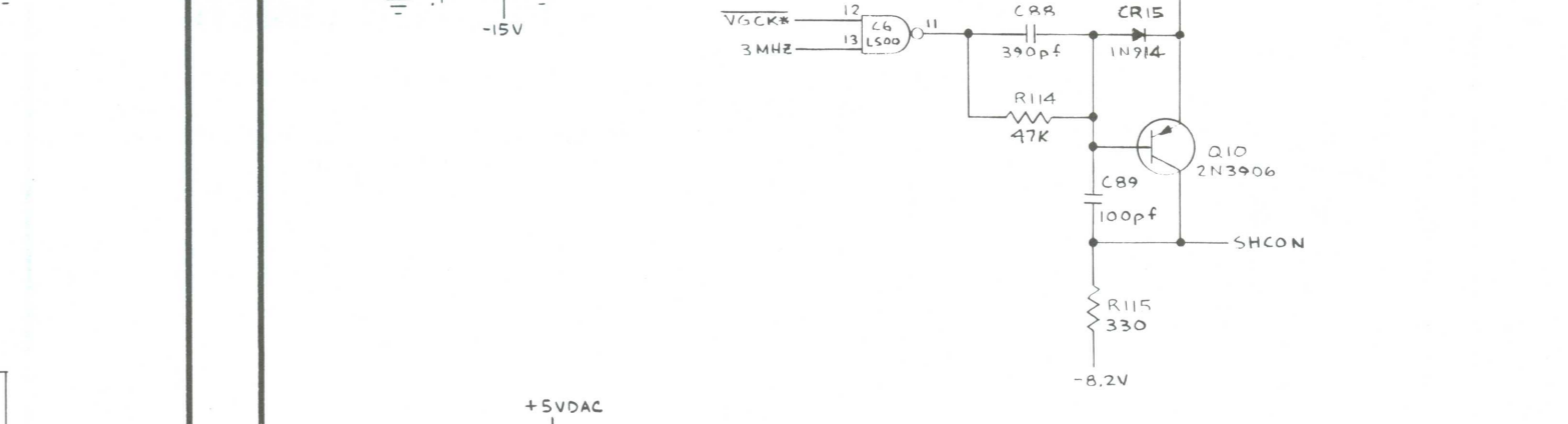 -15V
VGCK*
3MHZ
12
13
C6
LS00
11
C88
390pf
CR15
1N914
R114
47K
Q10
2N3906
C89
100pf
SHCON
R115
330
-8.2V
+5VDAC